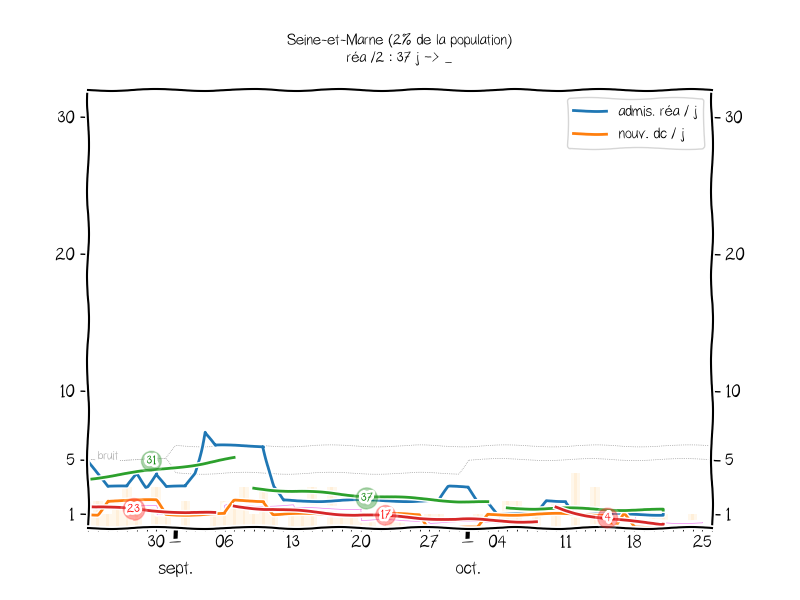 Seine-et-Marne (2% de la population)
réa /2 : 37 j -> _
30 30
admis. réa / j
nouv. dc / j
20 20
10 10
5 bruit 31 5
37
1 23 17 4 1
30 _ 06 13 20 27 _ 04 11 18 25
sept. oct.